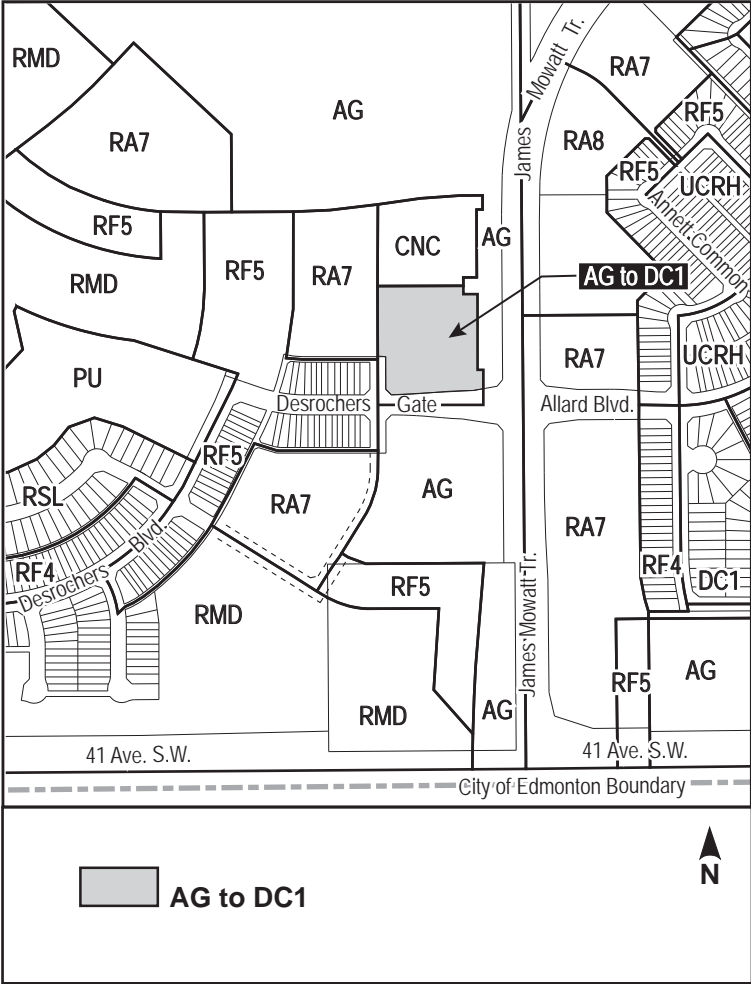 RMD
James Mowatt Tr.
RA7
AG
RA7
RF5
RA8
RF5
UCRH
Annett Common
RF5
CNC
AG
RF5
RA7
AG to DC1
RMD
RA7
UCRH
PU
Desrochers Gate
Allard Blvd.
RF5
RSL
RA7
AG
RA7
RF4
Desrochers Blvd.
RF5
RF4
DC1
RMD
James Mowatt Tr.
RF5
AG
RMD
AG
41 Ave. S.W.
41 Ave. S.W.
City of Edmonton Boundary
N
AG to DC1